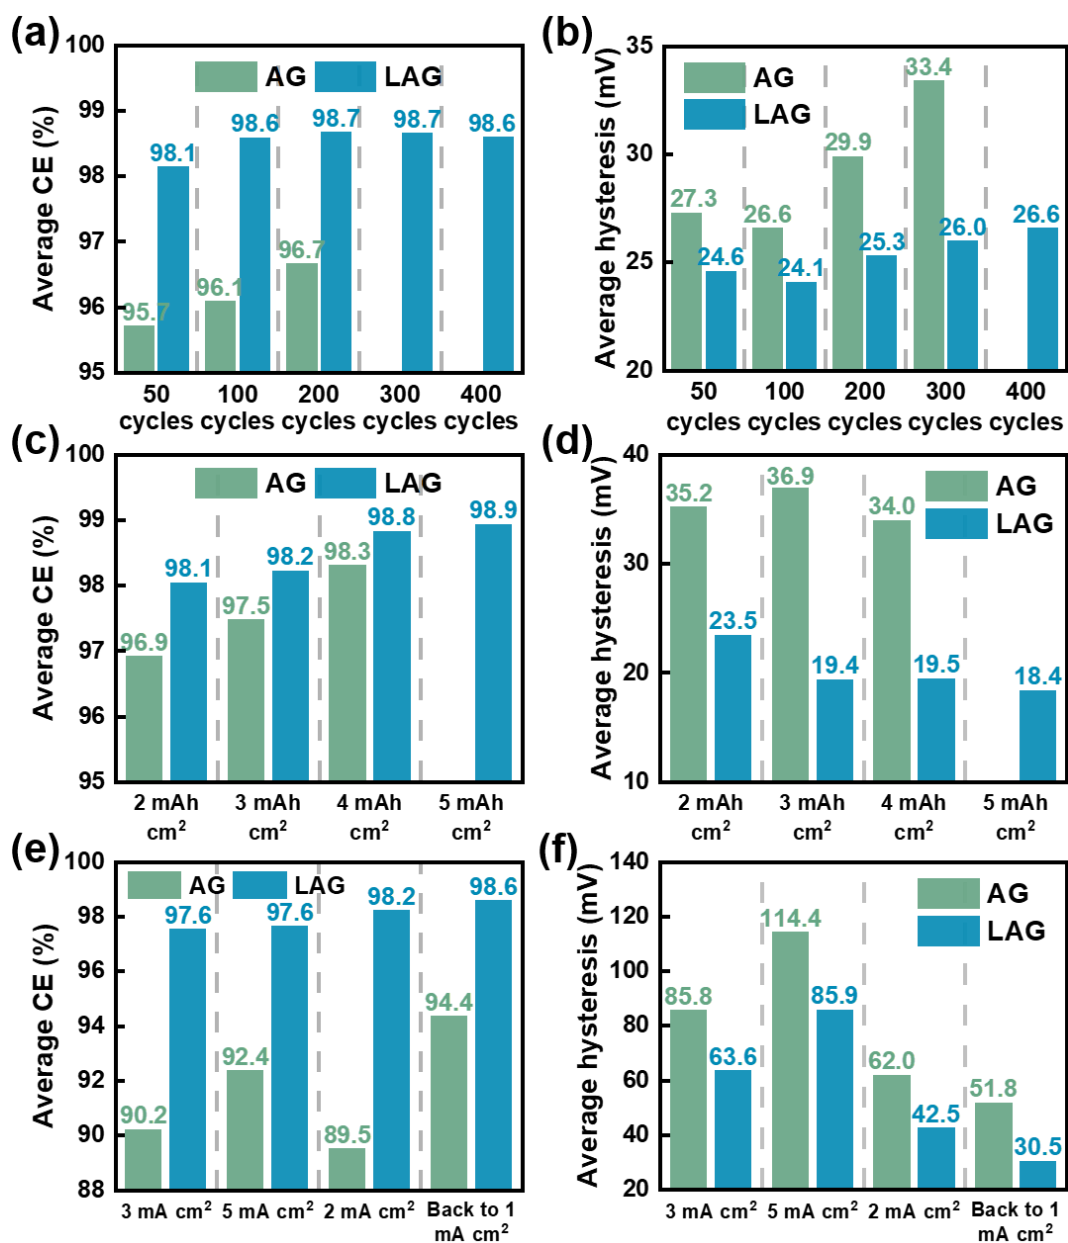 (a)
Average CE (%)
100
99
98
97
96
95
AG
LAG
95.7
98.1
96.1
98.6
96.7
98.7
98.7
98.6
50 100 200 300 400
cycles cycles cycles cycles cycles
(b)
Average hysteresis (mV)
35
30
25
20
AG
LAG
27.3
24.6
26.6
24.1
29.9
25.3
33.4
26.0
26.6
50 100 200 300 400
cycles cycles cycles cycles cycles
(c)
Average CE (%)
100
99
98
97
96
95
AG
LAG
96.9
98.1
97.5
98.2
98.3
98.8
98.9
2 mAh 3 mAh 4 mAh 5 mAh
cm² cm² cm² cm²
(d)
Average hysteresis (mV)
40
30
20
10
AG
LAG
35.2
23.5
36.9
19.4
34.0
19.5
18.4
2 mAh 3 mAh 4 mAh 5 mAh
cm² cm² cm² cm²
(e)
Average CE (%)
100
98
96
94
92
90
88
AG
LAG
90.2
97.6
92.4
97.6
89.5
98.2
94.4
98.6
3 mA cm² 5 mA cm² 2 mA cm² Back to 1
mA cm²
(f)
Average hysteresis (mV)
140
120
100
80
60
40
20
AG
LAG
85.8
63.6
114.4
85.9
62.0
42.5
51.8
30.5
3 mA cm² 5 mA cm² 2 mA cm² Back to 1
mA cm²